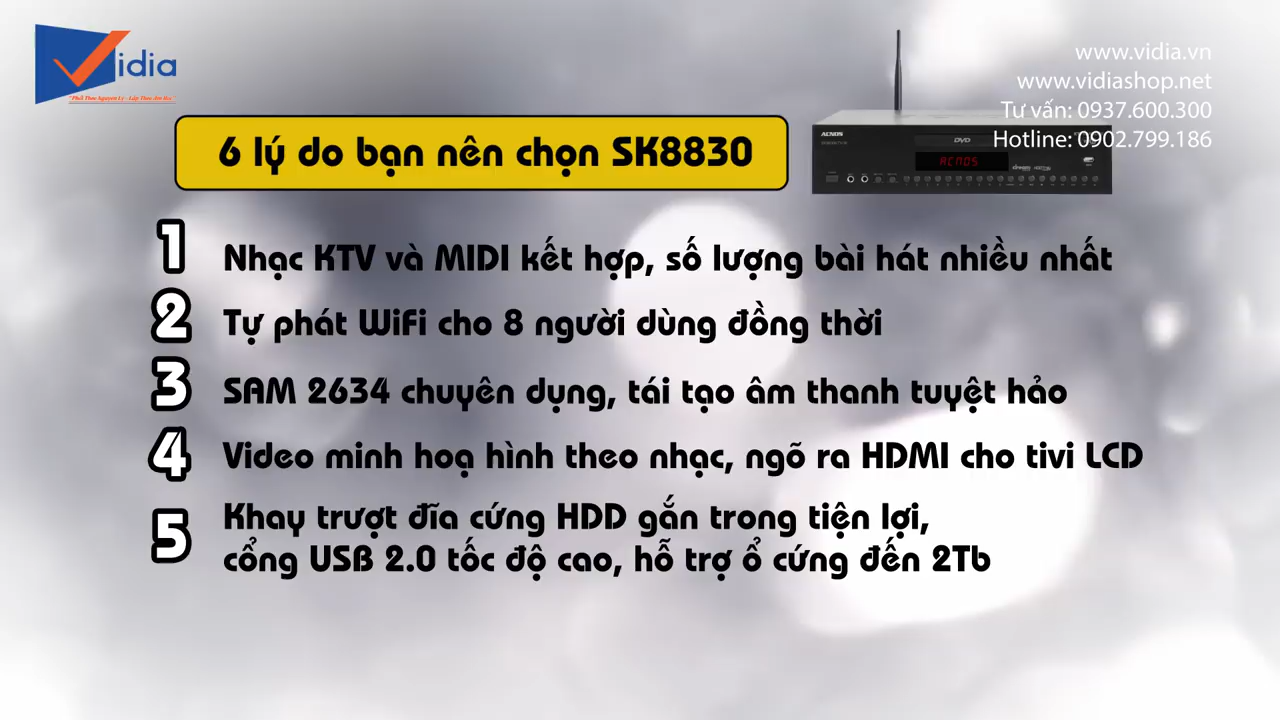 Vidia
www.vidia.vn
www.vidiashop.net
Tư vấn: 0937.600.300
Hotline: 0902.799.186
ACNOS
DVD
ACNOS
6 lý do bạn nên chọn SK8830
1 Nhạc KTV và MIDI kết hợp, số lượng bài hát nhiều nhất
2 Tự phát WiFi cho 8 người dùng đồng thời
3 SAM 2634 chuyên dụng, tái tạo âm thanh tuyệt hảo
4 Video minh hoạ hình theo nhạc, ngõ ra HDMI cho tivi LCD
5 Khay trượt đĩa cứng HDD gắn trong tiện lợi,
cổng USB 2.0 tốc độ cao, hỗ trợ ổ cứng đến 2Tb